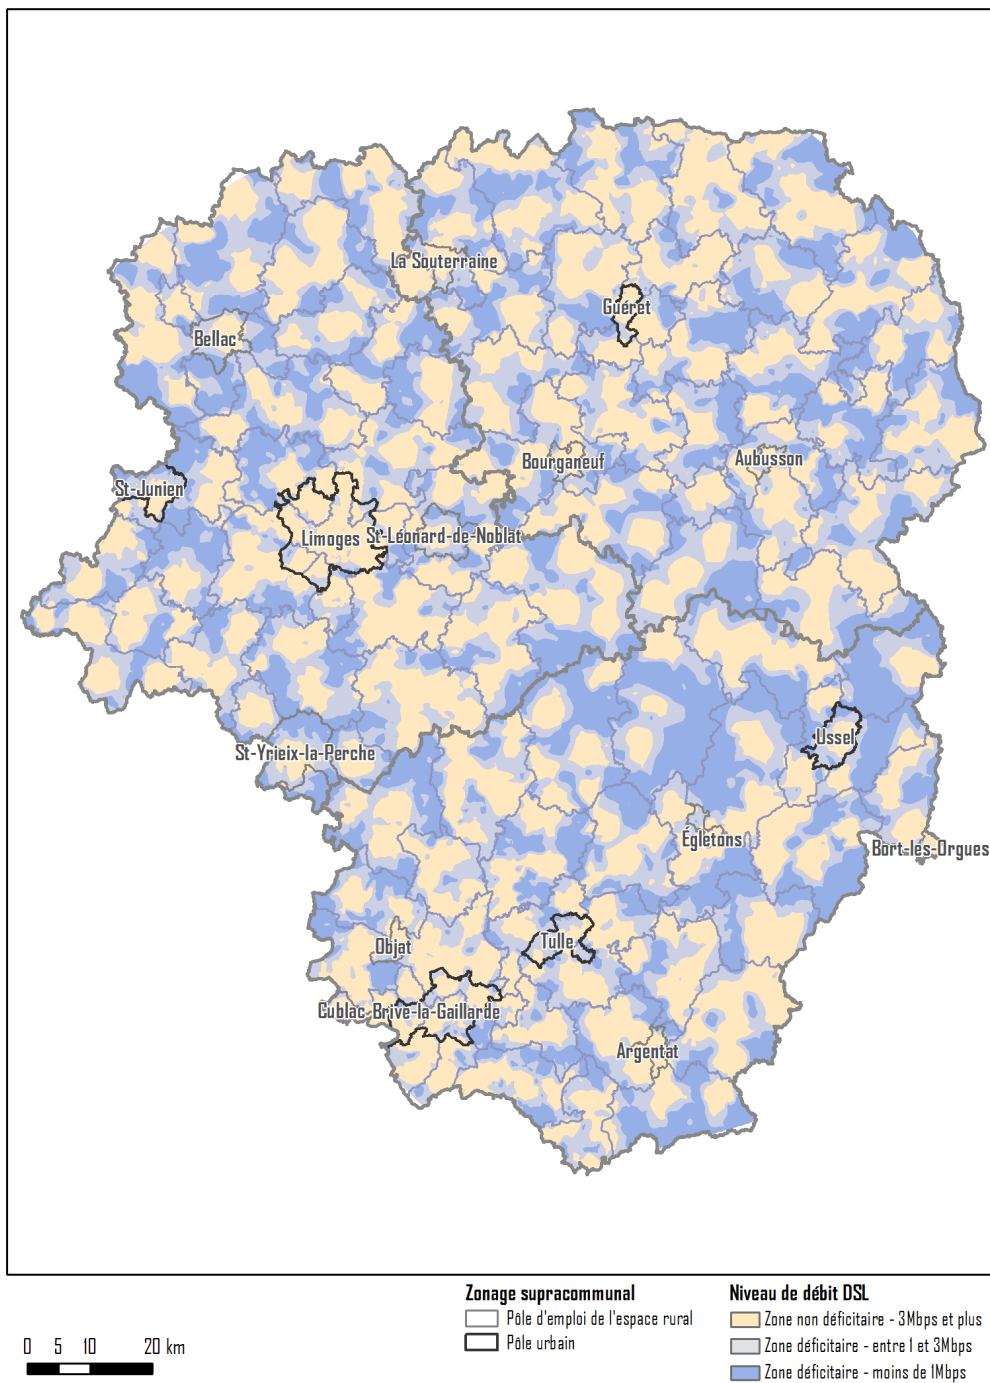 La Souterraine
Guéret
Bellac
Bourganeuf
Aubusson
St-Junien
Limoges
St-Léonard-de-Noblat
Ussel
St-Yrieix-la-Perche
Égletons
Bort-les-Orgues
Objat
Tulle
Cublac
Brive-la-Gaillarde
Argentat
Zonage supracommunal
Pôle d'emploi de l'espace rural
Pôle urbain
Niveau de débit DSL
Zone non déficitaire - 3Mbps et plus
Zone déficitaire - entre 1 et 3Mbps
Zone déficitaire - moins de 1Mbps
0 5 10 20 km